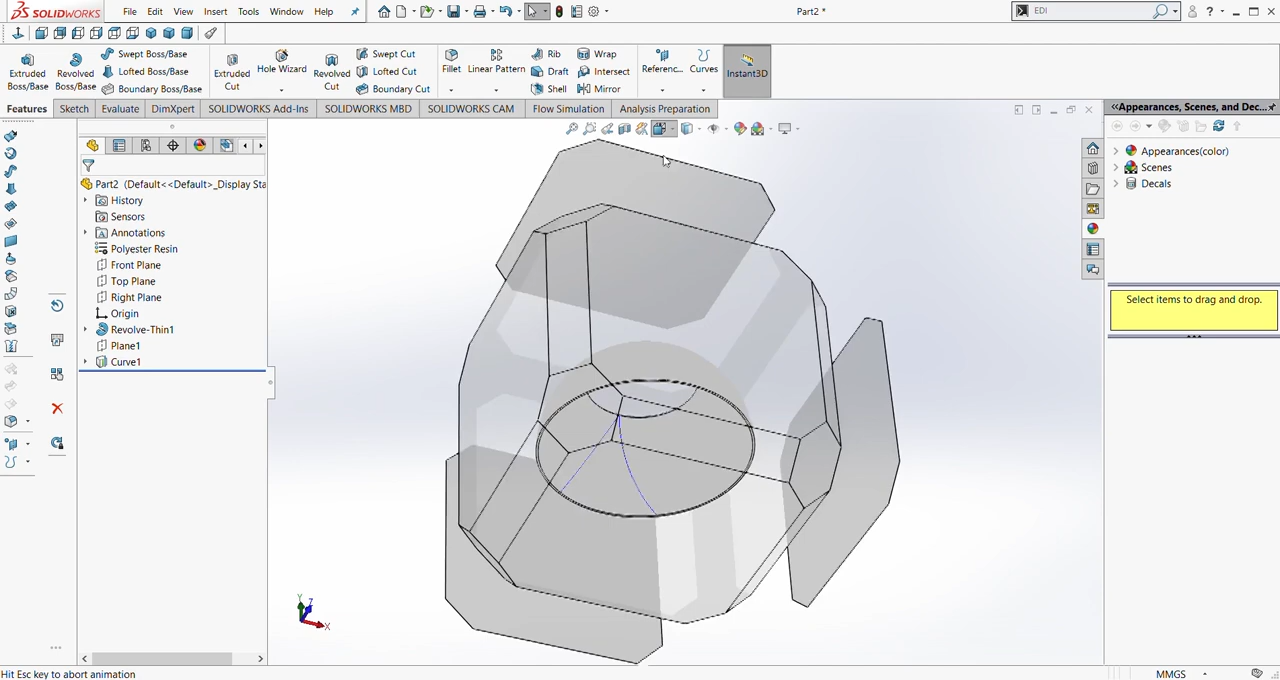 SOLIDWORKS
File Edit View Insert Tools Window Help
Part2 *
EDI
Extruded Boss/Base
Revolved Boss/Base
Swept Boss/Base
Lofted Boss/Base
Boundary Boss/Base
Extruded Cut
Hole Wizard
Revolved Cut
Swept Cut
Lofted Cut
Boundary Cut
Fillet
Linear Pattern
Rib
Draft
Shell
Wrap
Intersect
Mirror
Referenc...
Curves
Instant3D
Features Sketch Evaluate DimXpert SOLIDWORKS Add-Ins SOLIDWORKS MBD SOLIDWORKS CAM Flow Simulation Analysis Preparation
Part2 (Default<<Default>_Display Sta
History
Sensors
Annotations
Polyester Resin
Front Plane
Top Plane
Right Plane
Origin
Revolve-Thin1
Plane1
Curve1
Appearances, Scenes, and Dec...
Appearances(color)
Scenes
Decals
Select items to drag and drop.
Y
Z
X
Hit Esc key to abort animation
MMGS